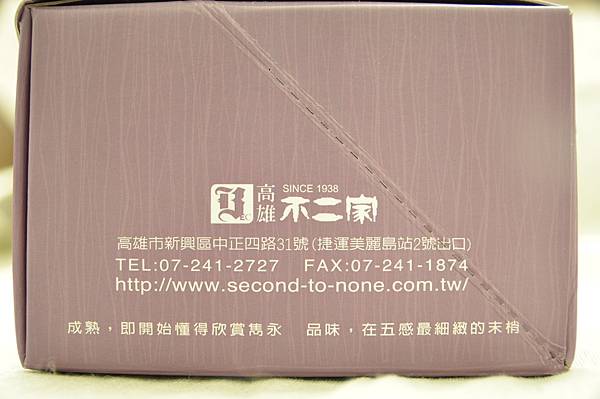 SINCE 1938
高雄 不二家
高雄市新興區中正四路31號(捷運美麗島站2號出口)
TEL:07-241-2727 FAX:07-241-1874
http://www.second-to-none.com.tw/
成熟，即開始懂得欣賞雋永 品味，在五感最細緻的末梢